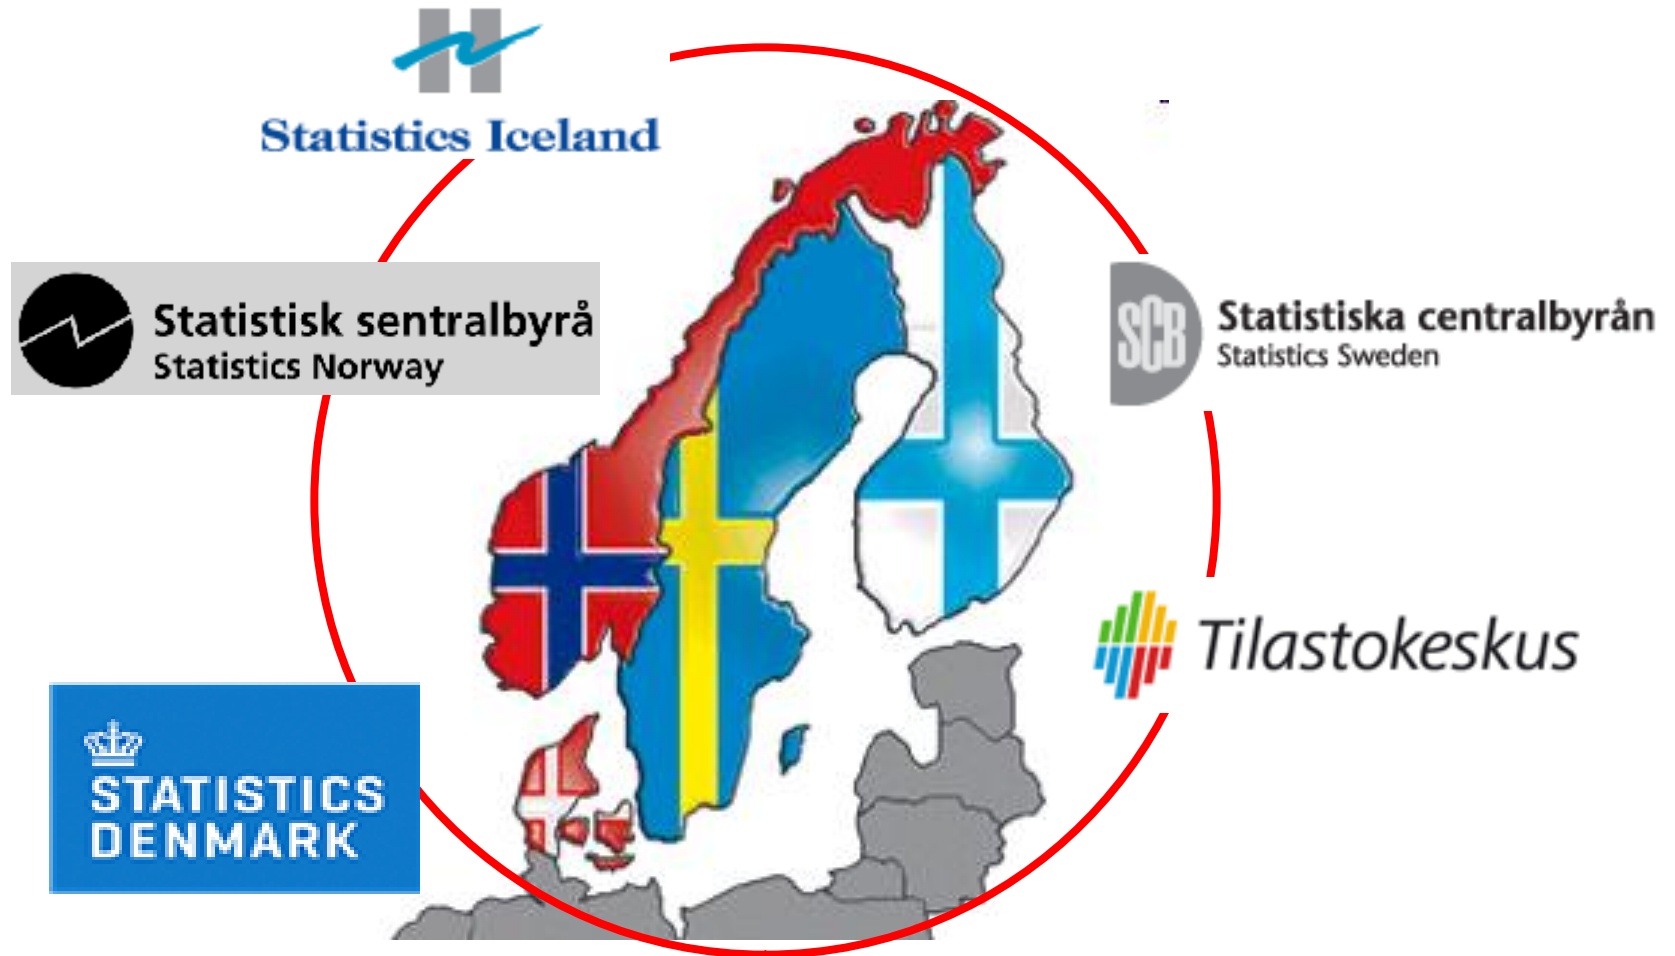 Statistics Iceland
Statistisk sentralbyrå
Statistics Norway
SCB
Statistiska centralbyrån
Statistics Sweden
Tilastokeskus
STATISTICS
DENMARK